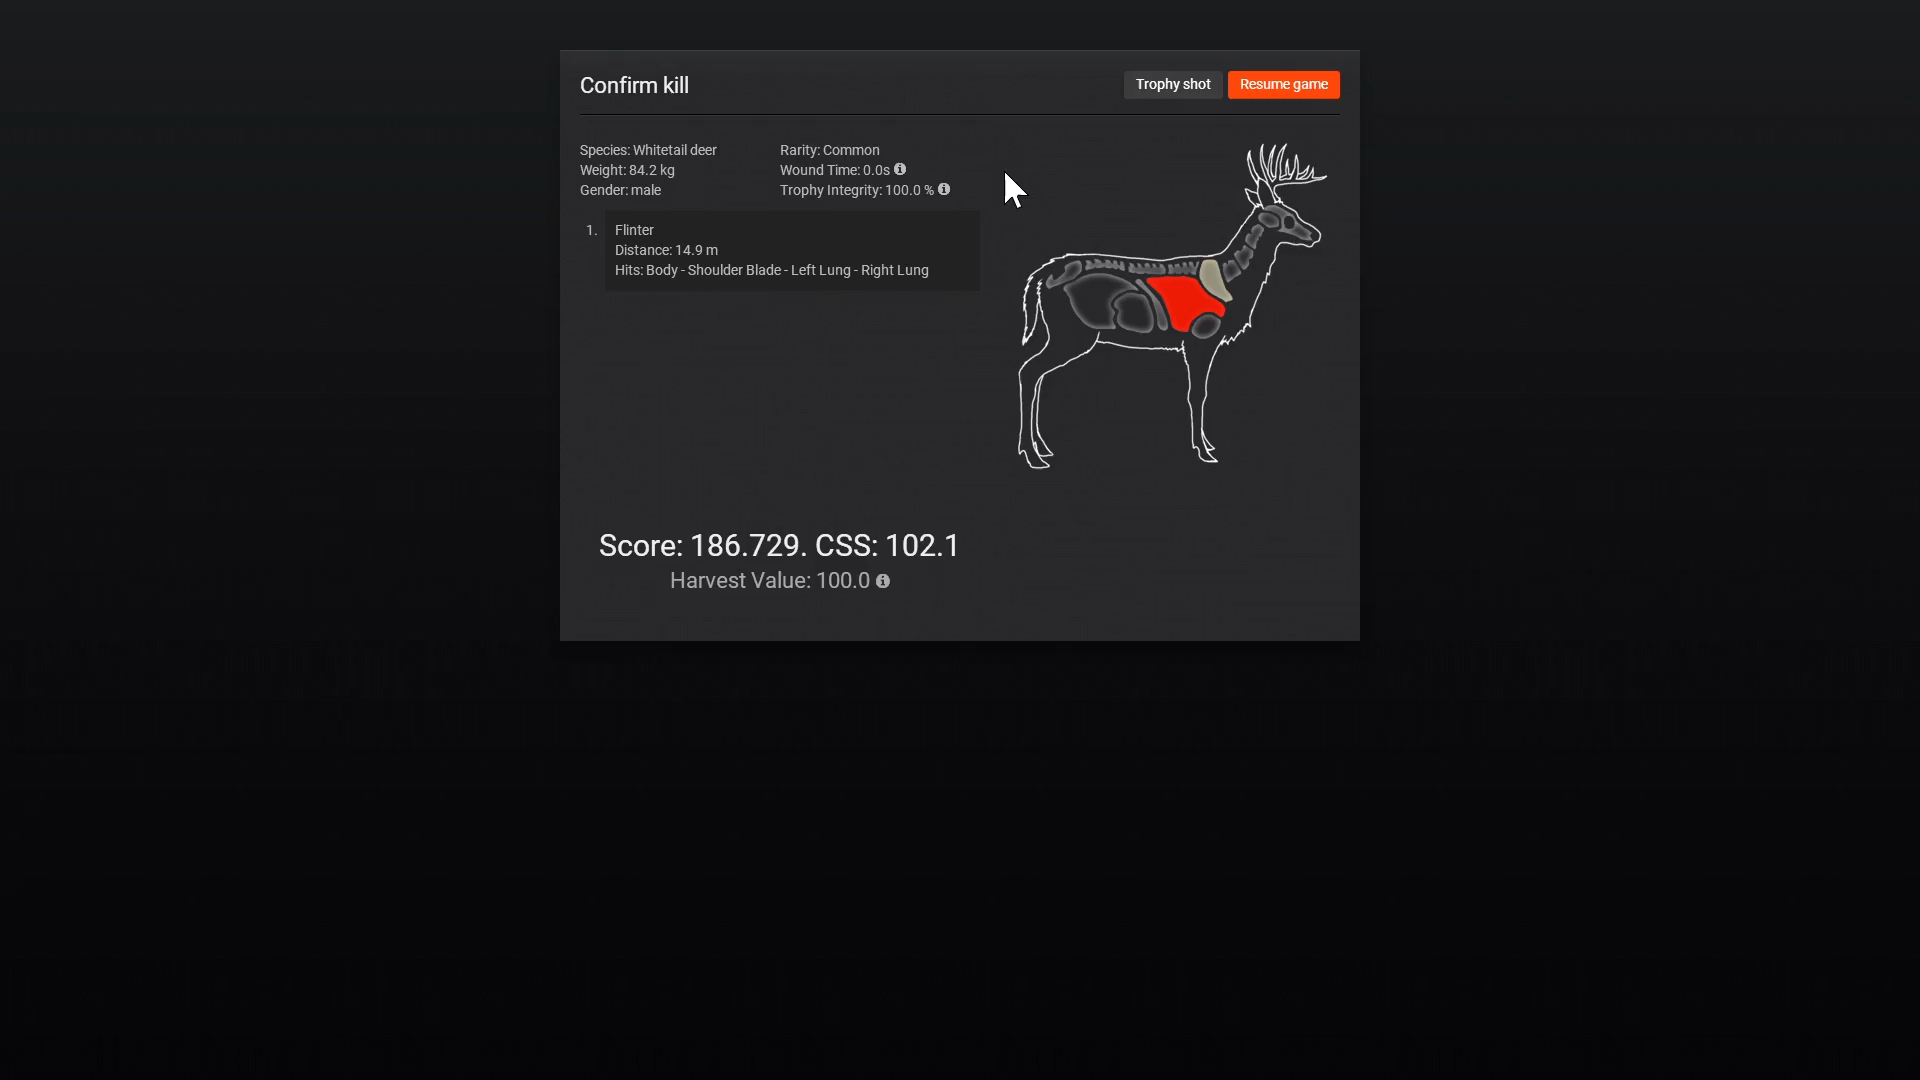 Confirm kill
Trophy shot
Resume game
Species: Whitetail deer
Weight: 84.2 kg
Gender: male
Rarity: Common
Wound Time: 0.0s
Trophy Integrity: 100.0 %
1.
Flinter
Distance: 14.9 m
Hits: Body - Shoulder Blade - Left Lung - Right Lung
Score: 186.729. CSS: 102.1
Harvest Value: 100.0